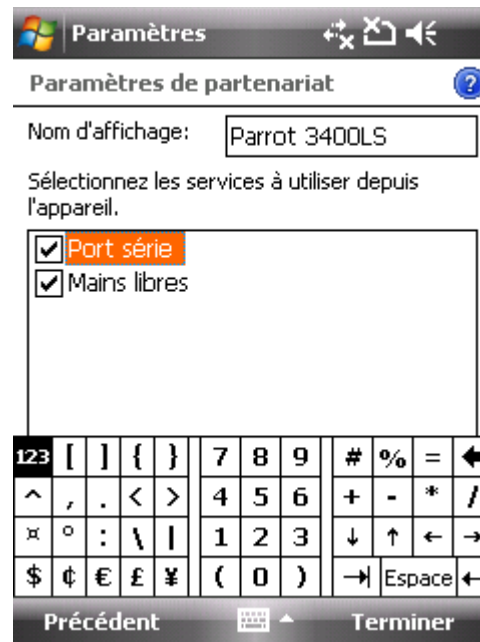 Paramètres
Paramètres de partenariat
Nom d'affichage: Parrot 3400LS
Sélectionnez les services à utiliser depuis
l'appareil.
Port série
Mains libres
123 [ ] { } 7 8 9 # % =
^ , . < > 4 5 6 + - * /
¤ ° : \ | 1 2 3 ↓ ↑ ← →
$ ¢ € £ ¥ ( 0 ) →| Espace ←
Précédent Terminer